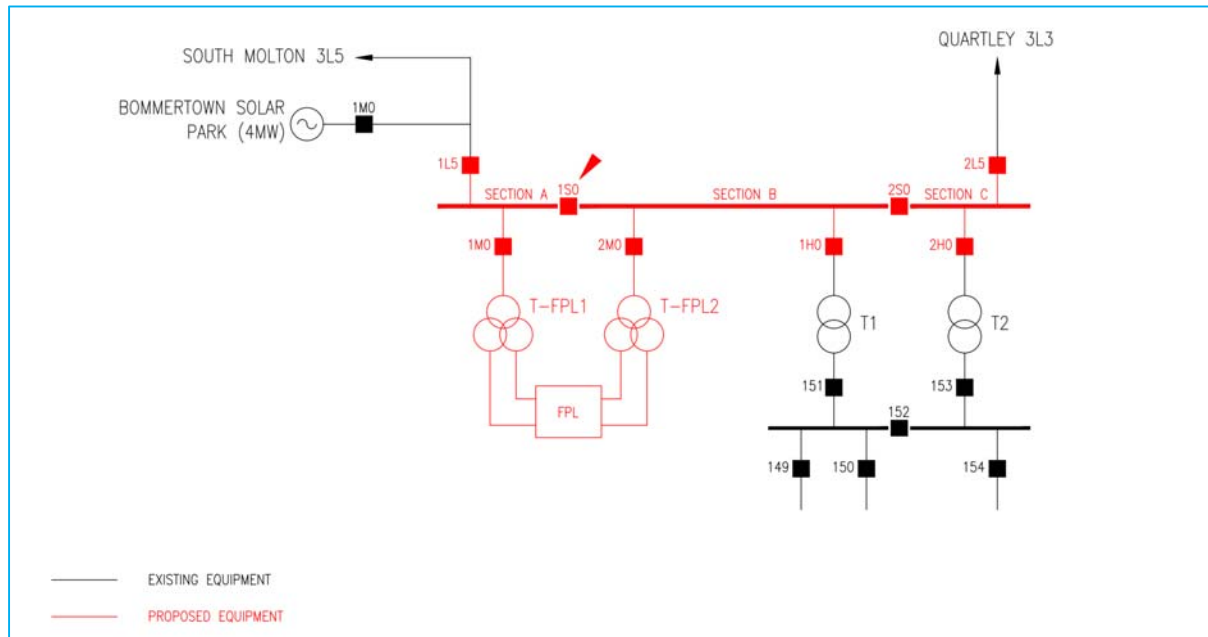 QUARTLEY 3L3
SOUTH MOLTON 3L5
BOMMERTOWN SOLAR
PARK (4MW)
1M0
1L5
2L5
SECTION A
1S0
SECTION B
2S0
SECTION C
1M0
2M0
1H0
2H0
T-FPL1
T-FPL2
T1
T2
151
153
FPL
152
149
150
154
EXISTING EQUIPMENT
PROPOSED EQUIPMENT